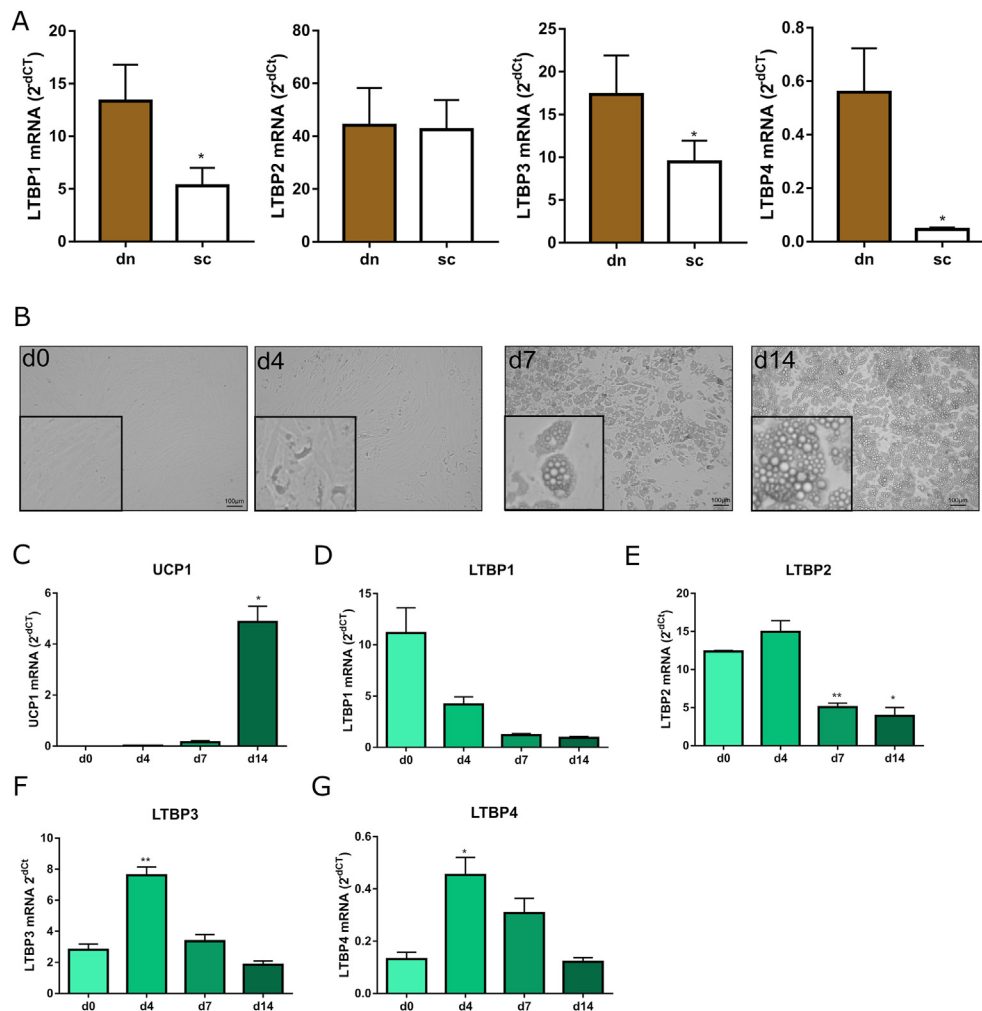 A
LTBP1 mRNA (2^-dCt)
20
15
10
5
0
dn
*
sc
LTBP2 mRNA (2^-dCt)
80
60
40
20
0
dn
sc
LTBP3 mRNA (2^-dCt)
25
20
15
10
5
0
dn
*
sc
LTBP4 mRNA (2^-dCT)
0.8
0.6
0.4
0.2
0.0
dn
*
sc
B
d0
100µm
d4
100µm
d7
100µm
d14
100µm
C
UCP1
UCP1 mRNA (2^-dCT)
6
4
2
0
*
d0 d4 d7 d14
D
LTBP1
LTBP1 mRNA (2^-dCT)
15
10
5
0
d0 d4 d7 d14
E
LTBP2
LTBP2 mRNA (2^-dCt)
20
15
10
5
0
** *
d0 d4 d7 d14
F
LTBP3
LTBP3 mRNA 2^-dCt
10
8
6
4
2
0
**
d0 d4 d7 d14
G
LTBP4
LTBP4 mRNA (2^-dCT)
0.6
0.4
0.2
0.0
*
d0 d4 d7 d14